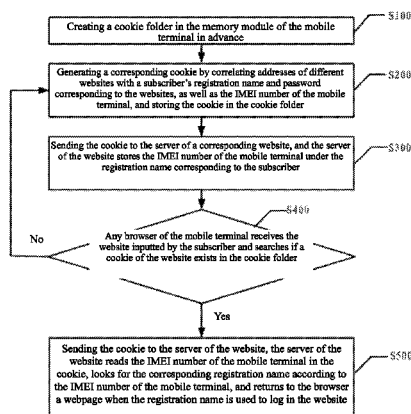 Creating a cookie folder in the memory module of the mobile
terminal in advance
S100
Generating a corresponding cookie by correlating addresses of different
websites with a subscriber's registration name and password
corresponding to the websites, as well as the IMEI number of the mobile
terminal, and storing the cookie in the cookie folder
S200
Sending the cookie to the server of a corresponding website, and the server
of the website stores the IMEI number of the mobile terminal under the
registration name corresponding to the subscriber
S300
S400
Any browser of the mobile terminal receives the
website inputted by the subscriber and searches if a
cookie of the website exists in the cookie folder
No
Yes
Sending the cookie to the server of the website, the server of the
website reads the IMEI number of the mobile terminal in the
cookie, looks for the corresponding registration name according
to the IMEI number of the mobile terminal, and returns to the browser
a webpage when the registration name is used to log in the website
S500